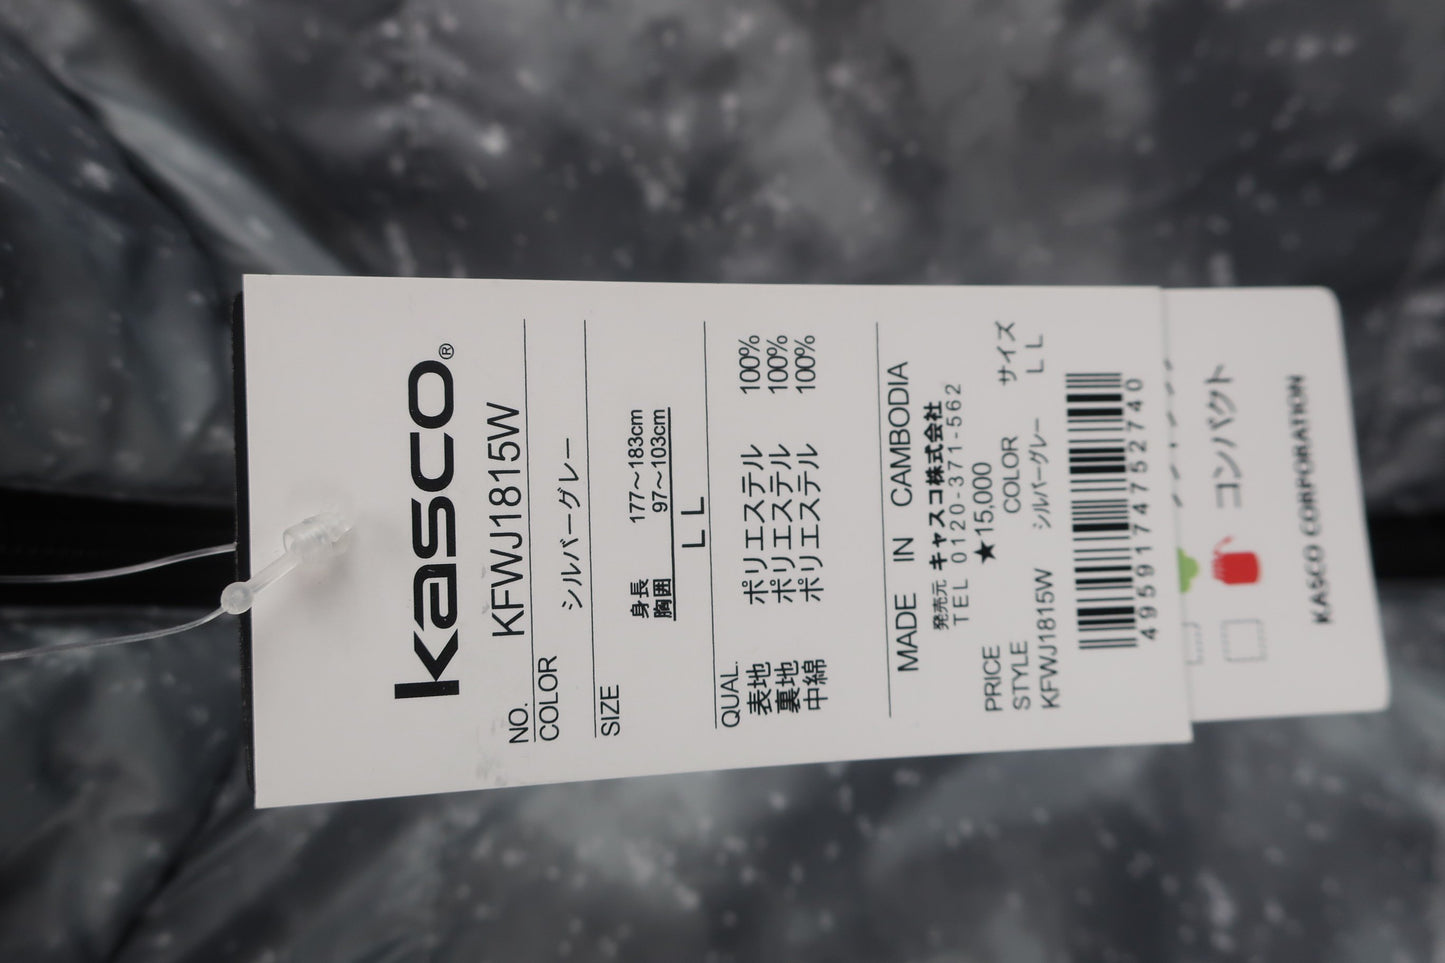 Kasco®
NO. KFWJ1815W
COLOR
シルバーグレー
SIZE
身長 177〜183cm
胸囲 97〜103cm
LL
QUAL.
表地 ポリエステル 100%
裏地 ポリエステル 100%
中綿 ポリエステル 100%
MADE IN CAMBODIA
発売元 キャスコ株式会社
TEL 0120-371-562
PRICE ★15,000
STYLE COLOR サイズ
KFWJ1815W シルバーグレー LL
4959174752740
コンパクト
KASCO CORPORATION